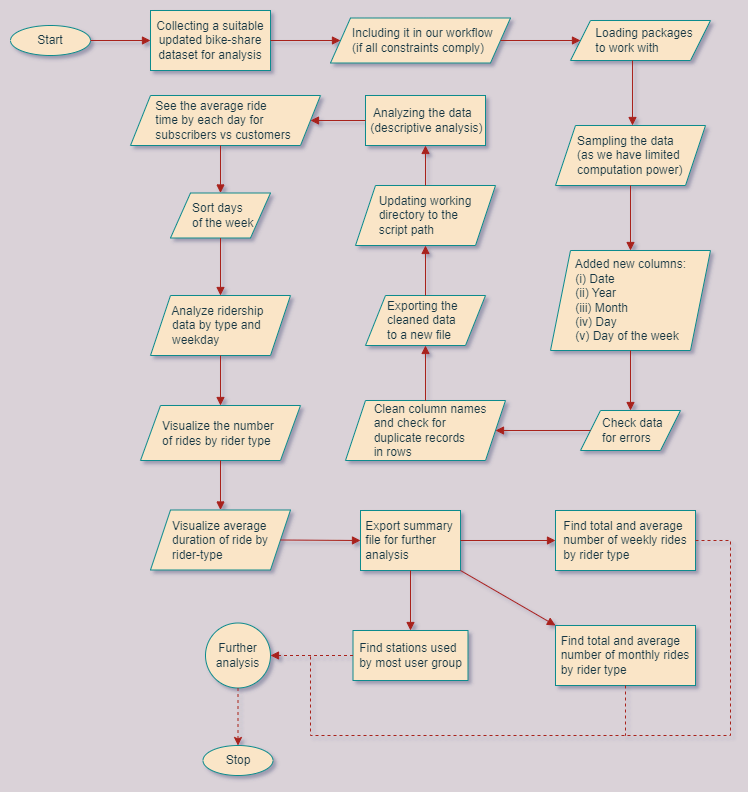 Start
Collecting a suitable
updated bike-share
dataset for analysis
Including it in our workflow
(if all constraints comply)
Loading packages
to work with
Sampling the data
(as we have limited
computation power)
Added new columns:
(i) Date
(ii) Year
(iii) Month
(iv) Day
(v) Day of the week
Check data
for errors
Clean column names
and check for
duplicate records
in rows
Exporting the
cleaned data
to a new file
Updating working
directory to the
script path
Analyzing the data
(descriptive analysis)
See the average ride
time by each day for
subscribers vs customers
Sort days
of the week
Analyze ridership
data by type and
weekday
Visualize the number
of rides by rider type
Visualize average
duration of ride by
rider-type
Export summary
file for further
analysis
Find total and average
number of weekly rides
by rider type
Find total and average
number of monthly rides
by rider type
Find stations used
by most user group
Further
analysis
Stop